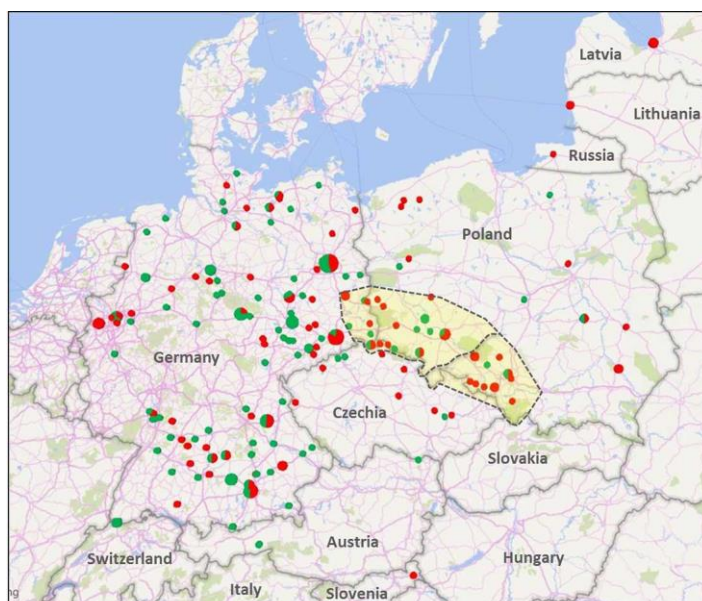 Latvia
Lithuania
Russia
Poland
Germany
Czechia
Slovakia
Austria
Switzerland
Hungary
Italy
Slovenia